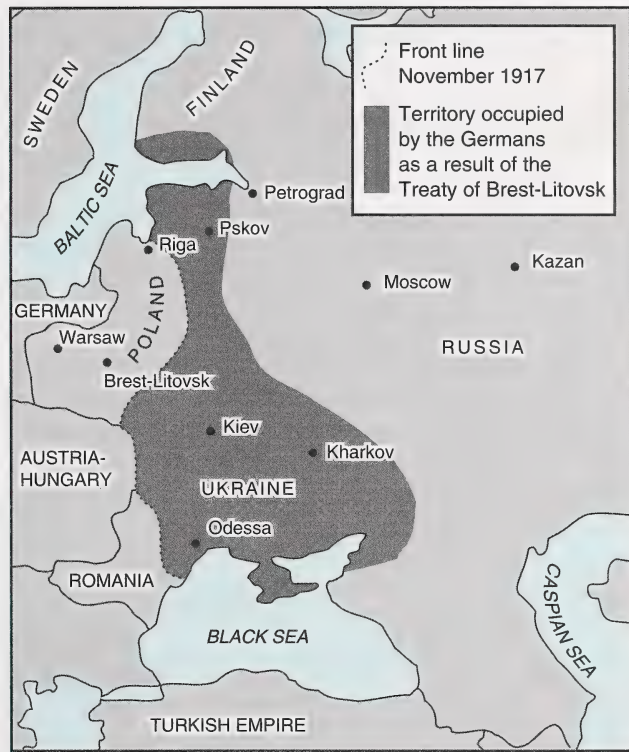 Front line
November 1917
Territory occupied
by the Germans
as a result of the
Treaty of Brest-Litovsk
SWEDEN
FINLAND
BALTIC SEA
Petrograd
Pskov
Riga
Kazan
Moscow
GERMANY
POLAND
RUSSIA
Warsaw
Brest-Litovsk
Kiev
Kharkov
AUSTRIA-
HUNGARY
UKRAINE
Odessa
ROMANIA
CASPIAN SEA
BLACK SEA
TURKISH EMPIRE